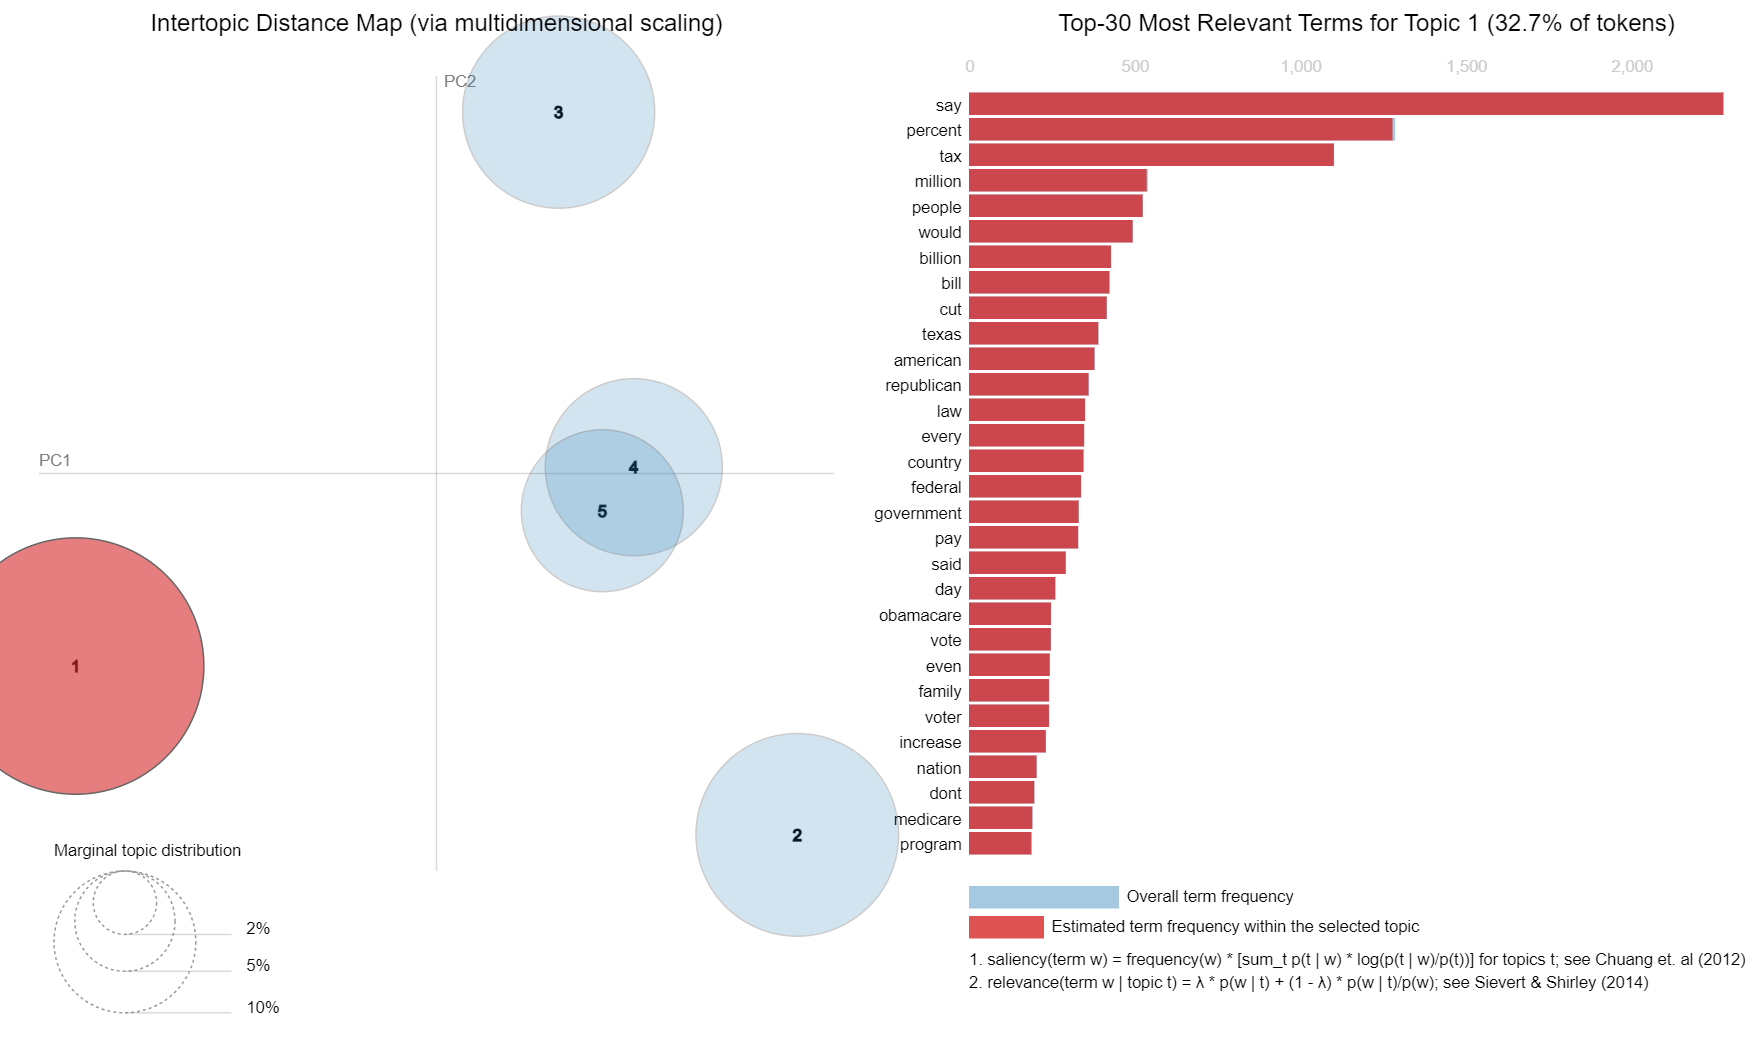 Intertopic Distance Map (via multidimensional scaling)
PC2
3
PC1
4
5
1
2
Marginal topic distribution
2%
5%
10%
Top-30 Most Relevant Terms for Topic 1 (32.7% of tokens)
0 500 1,000 1,500 2,000
say
percent
tax
million
people
would
billion
bill
cut
texas
american
republican
law
every
country
federal
government
pay
said
day
obamacare
vote
even
family
voter
increase
nation
dont
medicare
program
Overall term frequency
Estimated term frequency within the selected topic
1. saliency(term w) = frequency(w) * [sum_t p(t | w) * log(p(t | w)/p(t))] for topics t; see Chuang et. al (2012)
2. relevance(term w | topic t) = λ * p(w | t) + (1 - λ) * p(w | t)/p(w); see Sievert & Shirley (2014)